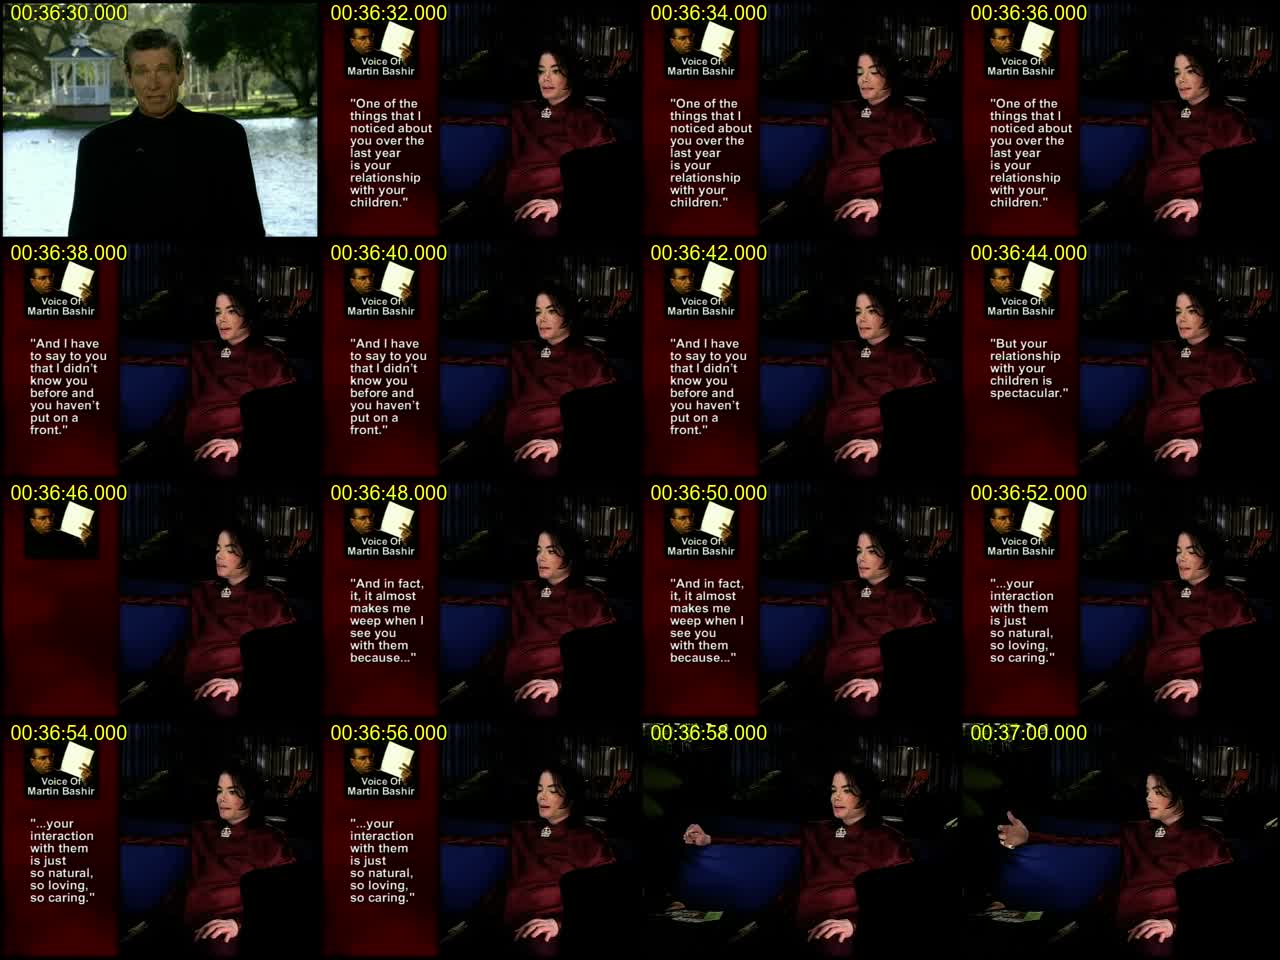 00:36:30.000
00:36:32.000
Voice Of
Martin Bashir
"One of the
things that I
noticed about
you over the
last year
is your
relationship
with your
children."
00:36:34.000
Voice Of
Martin Bashir
"One of the
things that I
noticed about
you over the
last year
is your
relationship
with your
children."
00:36:36.000
Voice Of
Martin Bashir
"One of the
things that I
noticed about
you over the
last year
is your
relationship
with your
children."
00:36:38.000
Voice Of
Martin Bashir
"And I have
to say to you
that I didn't
know you
before and
you haven't
put on a
front."
00:36:40.000
Voice Of
Martin Bashir
"And I have
to say to you
that I didn't
know you
before and
you haven't
put on a
front."
00:36:42.000
Voice Of
Martin Bashir
"And I have
to say to you
that I didn't
know you
before and
you haven't
put on a
front."
00:36:44.000
Voice Of
Martin Bashir
"But your
relationship
with your
children is
spectacular."
00:36:46.000
00:36:48.000
Voice Of
Martin Bashir
"And in fact,
it, it almost
makes me
weep when I
see you
with them
because..."
00:36:50.000
Voice Of
Martin Bashir
"And in fact,
it, it almost
makes me
weep when I
see you
with them
because..."
00:36:52.000
Voice Of
Martin Bashir
"...your
interaction
with them
is just
so natural,
so loving,
so caring."
00:36:54.000
Voice Of
Martin Bashir
"...your
interaction
with them
is just
so natural,
so loving,
so caring."
00:36:56.000
Voice Of
Martin Bashir
"...your
interaction
with them
is just
so natural,
so loving,
so caring."
00:36:58.000
00:37:00.000